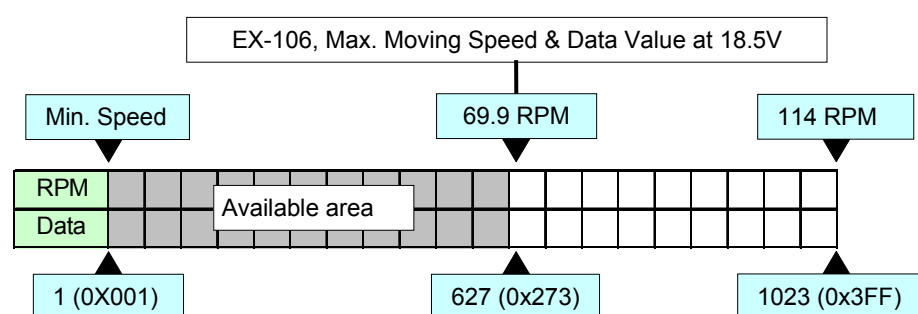 EX-106, Max. Moving Speed & Data Value at 18.5V
Min. Speed
69.9 RPM
114 RPM
RPM
Available area
Data
1 (0X001)
627 (0x273)
1023 (0x3FF)